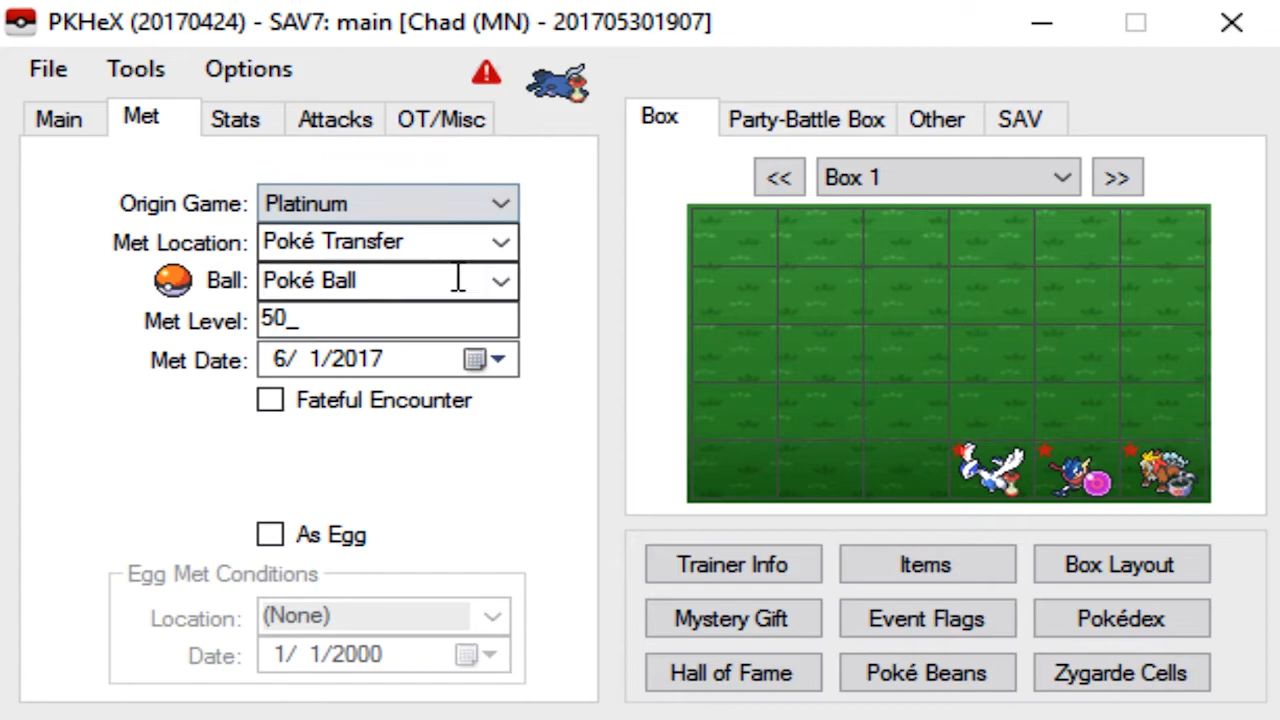 PKHeX (20170424) - SAV7: main [Chad (MN) - 201705301907]
File Tools Options
Main Met Stats Attacks OT/Misc
Origin Game: Platinum
Met Location: Poké Transfer
Ball: Poké Ball
Met Level: 50_
Met Date: 6/ 1/2017
Fateful Encounter
As Egg
Egg Met Conditions
Location: (None)
Date: 1/ 1/2000
Box Party-Battle Box Other SAV
<< Box 1 >>
Trainer Info Items Box Layout
Mystery Gift Event Flags Pokédex
Hall of Fame Poké Beans Zygarde Cells